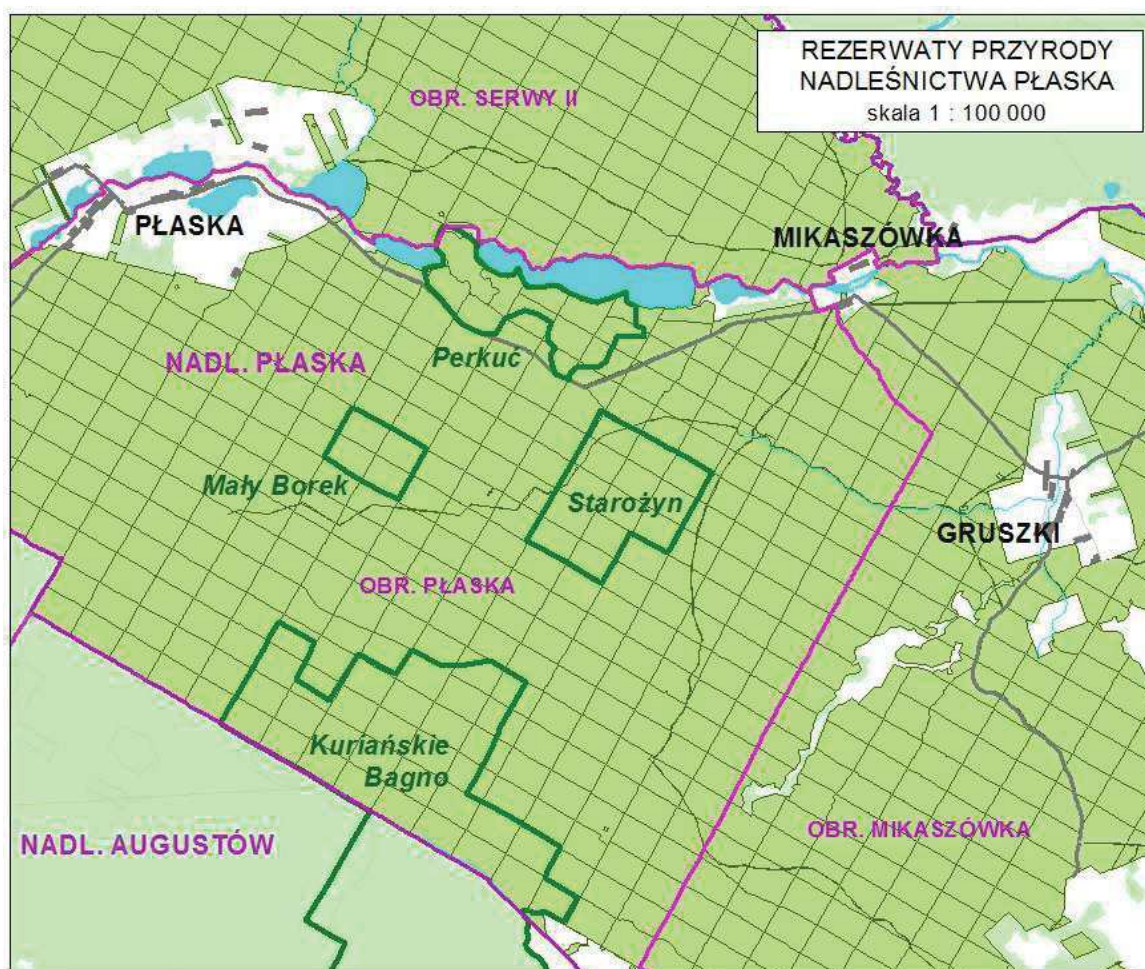 REZERWATY PRZYRODY
NADLEŚNICTWA PŁASKA
skala 1 : 100 000
OBR. SERWY II
PŁASKA
MIKASZÓWKA
NADL. PŁASKA
Perkuć
Mały Borek
Starożyn
GRUSZKI
OBR. PŁASKA
Kuriańskie
Bagno
NADL. AUGUSTÓW
OBR. MIKASZÓWKA